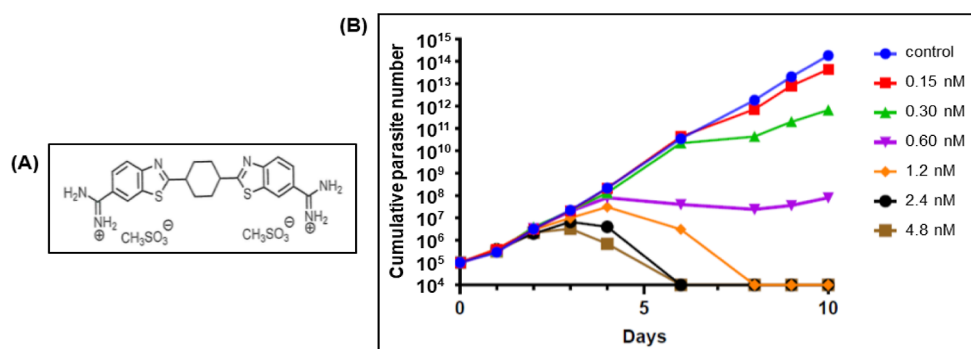 (A)
H₂N
NH₂
⊕
CH₃SO₃
⊖
N
S
N
S
CH₃SO₃
⊖
NH₂
NH₂
⊕
(B)
Cumulative parasite number
10¹⁵
10¹⁴
10¹³
10¹²
10¹¹
10¹⁰
10⁹
10⁸
10⁷
10⁶
10⁵
10⁴
0
5
10
Days
control
0.15 nM
0.30 nM
0.60 nM
1.2 nM
2.4 nM
4.8 nM